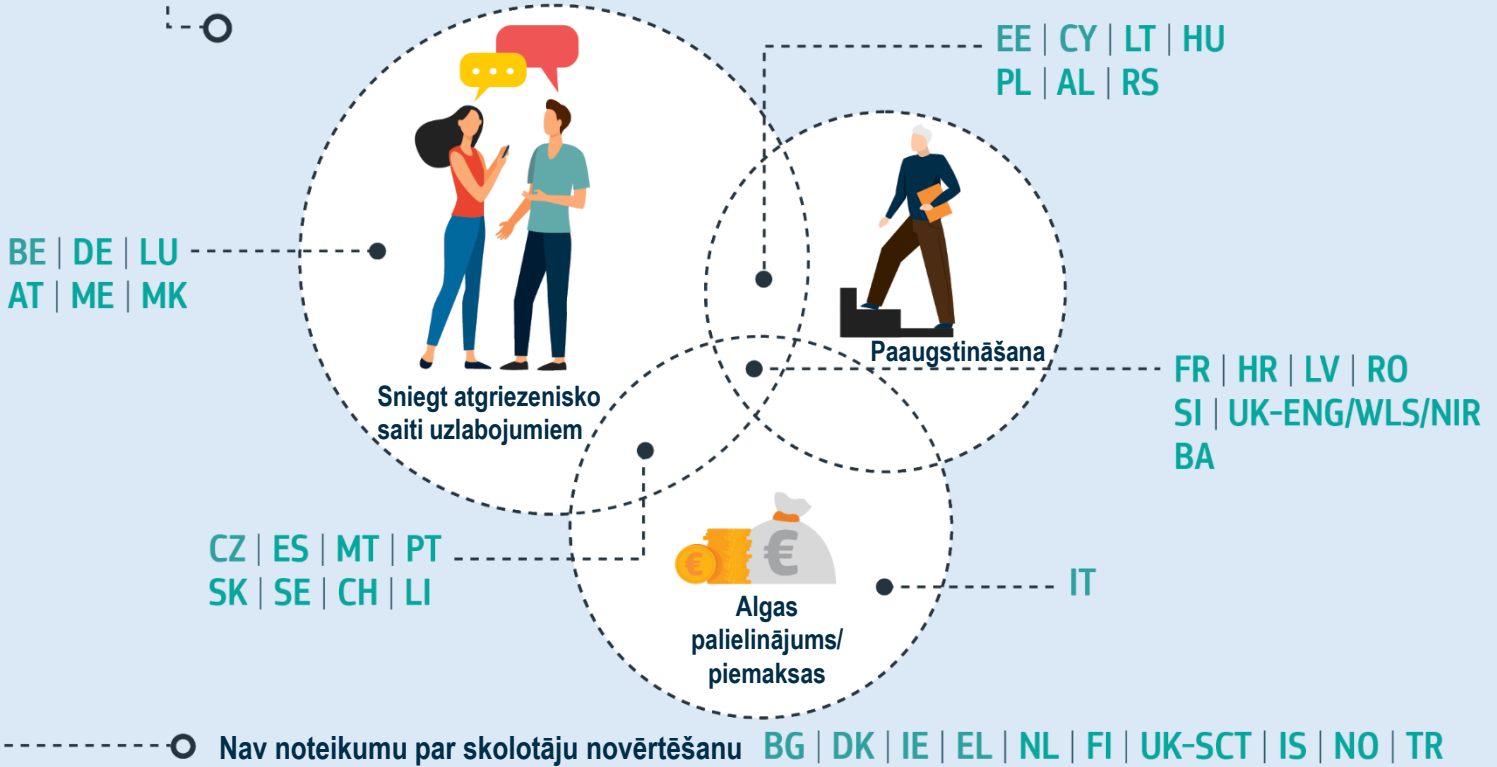 EE | CY | LT | HU
PL | AL | RS
BE | DE | LU
AT | ME | MK
Paaugstināšana
FR | HR | LV | RO
SI | UK-ENG/WLS/NIR
BA
Sniegt atgriezenisko
saiti uzlabojumiem
CZ | ES | MT | PT
SK | SE | CH | LI
€ €
IT
Algas
palielinājums/
piemaksas
Nav noteikumu par skolotāju novērtēšanu BG | DK | IE | EL | NL | FI | UK-SCT | IS | NO | TR